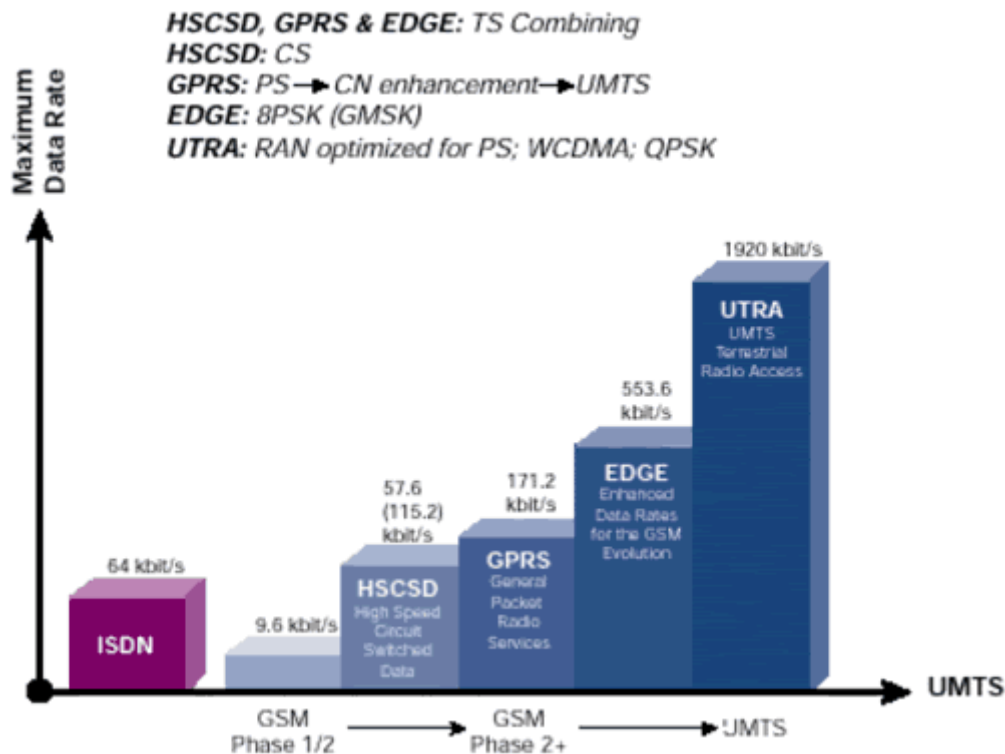 HSCSD, GPRS & EDGE: TS Combining
HSCSD: CS
GPRS: PS→CN enhancement→UMTS
EDGE: 8PSK (GMSK)
UTRA: RAN optimized for PS; WCDMA; QPSK
Maximum
Data Rate
1920 kbit/s
UTRA
UMTS
Terrestrial
Radio Access
553.6
kbit/s
EDGE
Enhanced
Data Rates
for the GSM
Evolution
171.2
kbit/s
GPRS
General
Packet
Radio
Services
57.6
(115.2)
kbit/s
HSCSD
High Speed
Circuit
Switched
Data
9.6 kbit/s
64 kbit/s
ISDN
UMTS
GSM
Phase 1/2
GSM
Phase 2+
UMTS